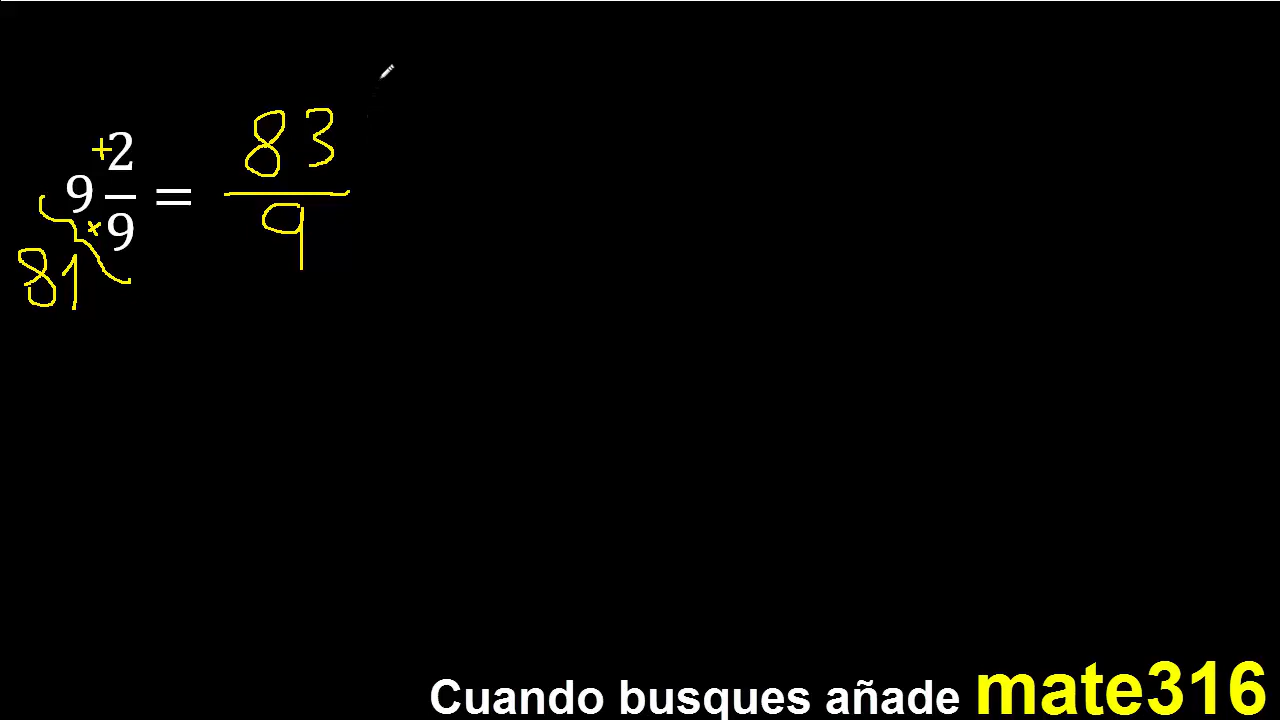 9 + 2/9 = 83/9
×
81
Cuando busques añade mate316